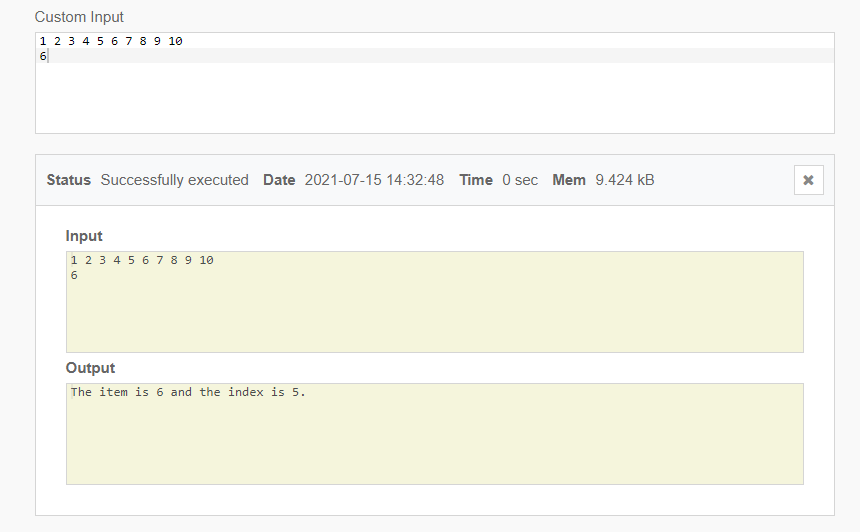 Custom Input
1 2 3 4 5 6 7 8 9 10
6
Status Successfully executed Date 2021-07-15 14:32:48 Time 0 sec Mem 9.424 kB
Input
1 2 3 4 5 6 7 8 9 10
6
Output
The item is 6 and the index is 5.